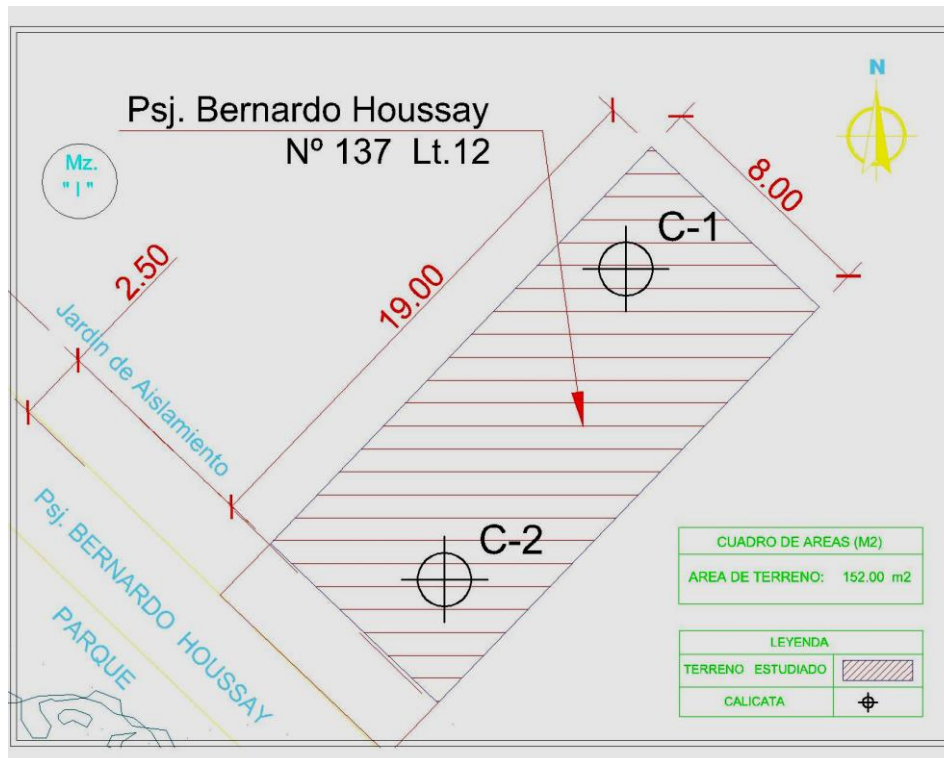 N
Psj. Bernardo Houssay
Nº 137 Lt.12
Mz.
" I "
8.00
C-1
2.50
19.00
Jardin de Aislamiento
C-2
Psj. BERNARDO HOUSSAY
PARQUE
CUADRO DE AREAS (M2)
AREA DE TERRENO: 152.00 m2
LEYENDA
TERRENO ESTUDIADO
CALICATA